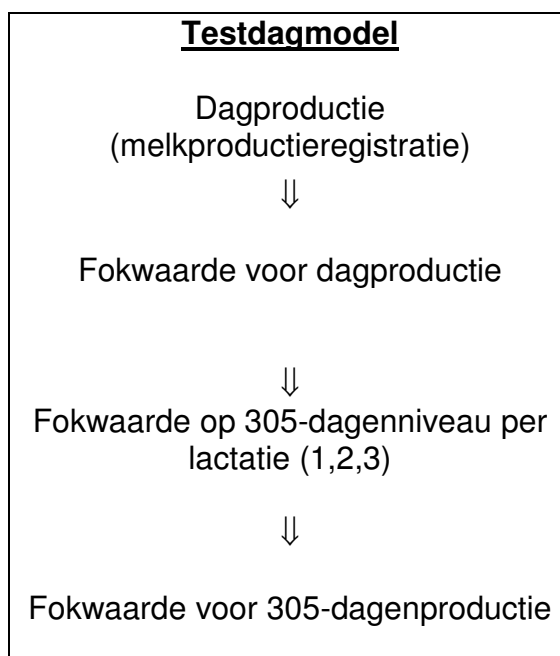 Testdagmodel
Dagproductie
(melkproductieregistratie)
⇓
Fokwaarde voor dagproductie
⇓
Fokwaarde op 305-dagenniveau per
lactatie (1,2,3)
⇓
Fokwaarde voor 305-dagenproductie